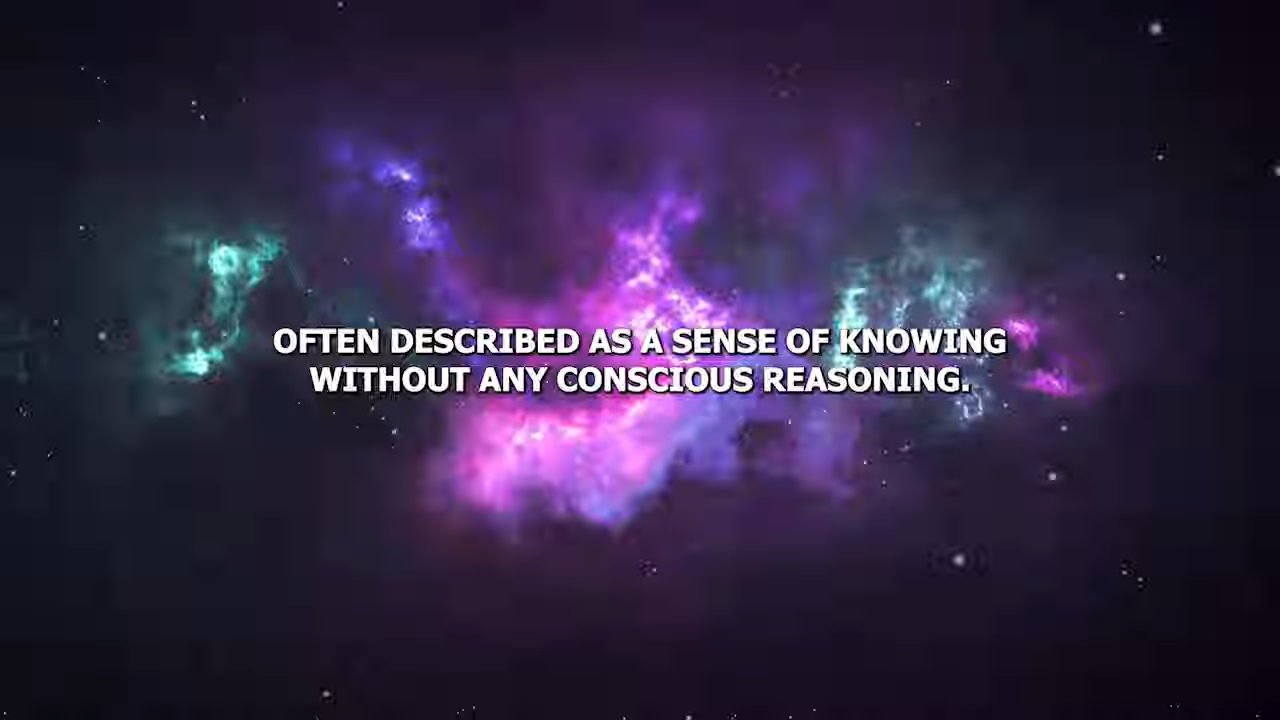 OFTEN DESCRIBED AS A SENSE OF KNOWING
WITHOUT ANY CONSCIOUS REASONING.